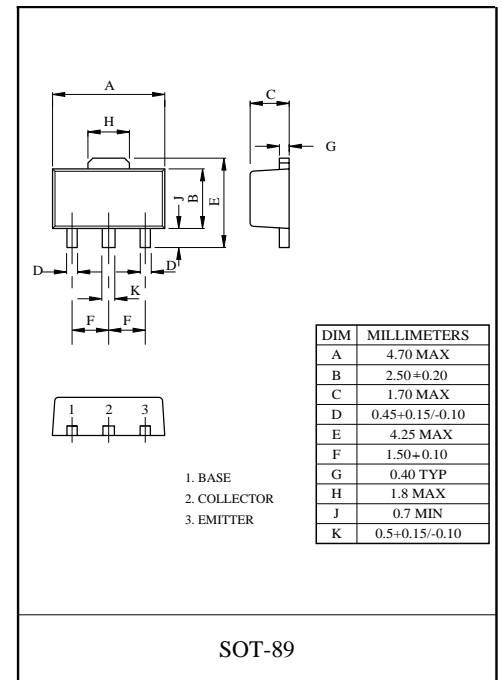 A
H
C
G
J
B
E
D
D
K
F F
1 2 3
1. BASE
2. COLLECTOR
3. EMITTER
DIM MILLIMETERS
A 4.70 MAX
B 2.50±0.20
C 1.70 MAX
D 0.45+0.15/-0.10
E 4.25 MAX
F 1.50±0.10
G 0.40 TYP
H 1.8 MAX
J 0.7 MIN
K 0.5+0.15/-0.10
SOT-89